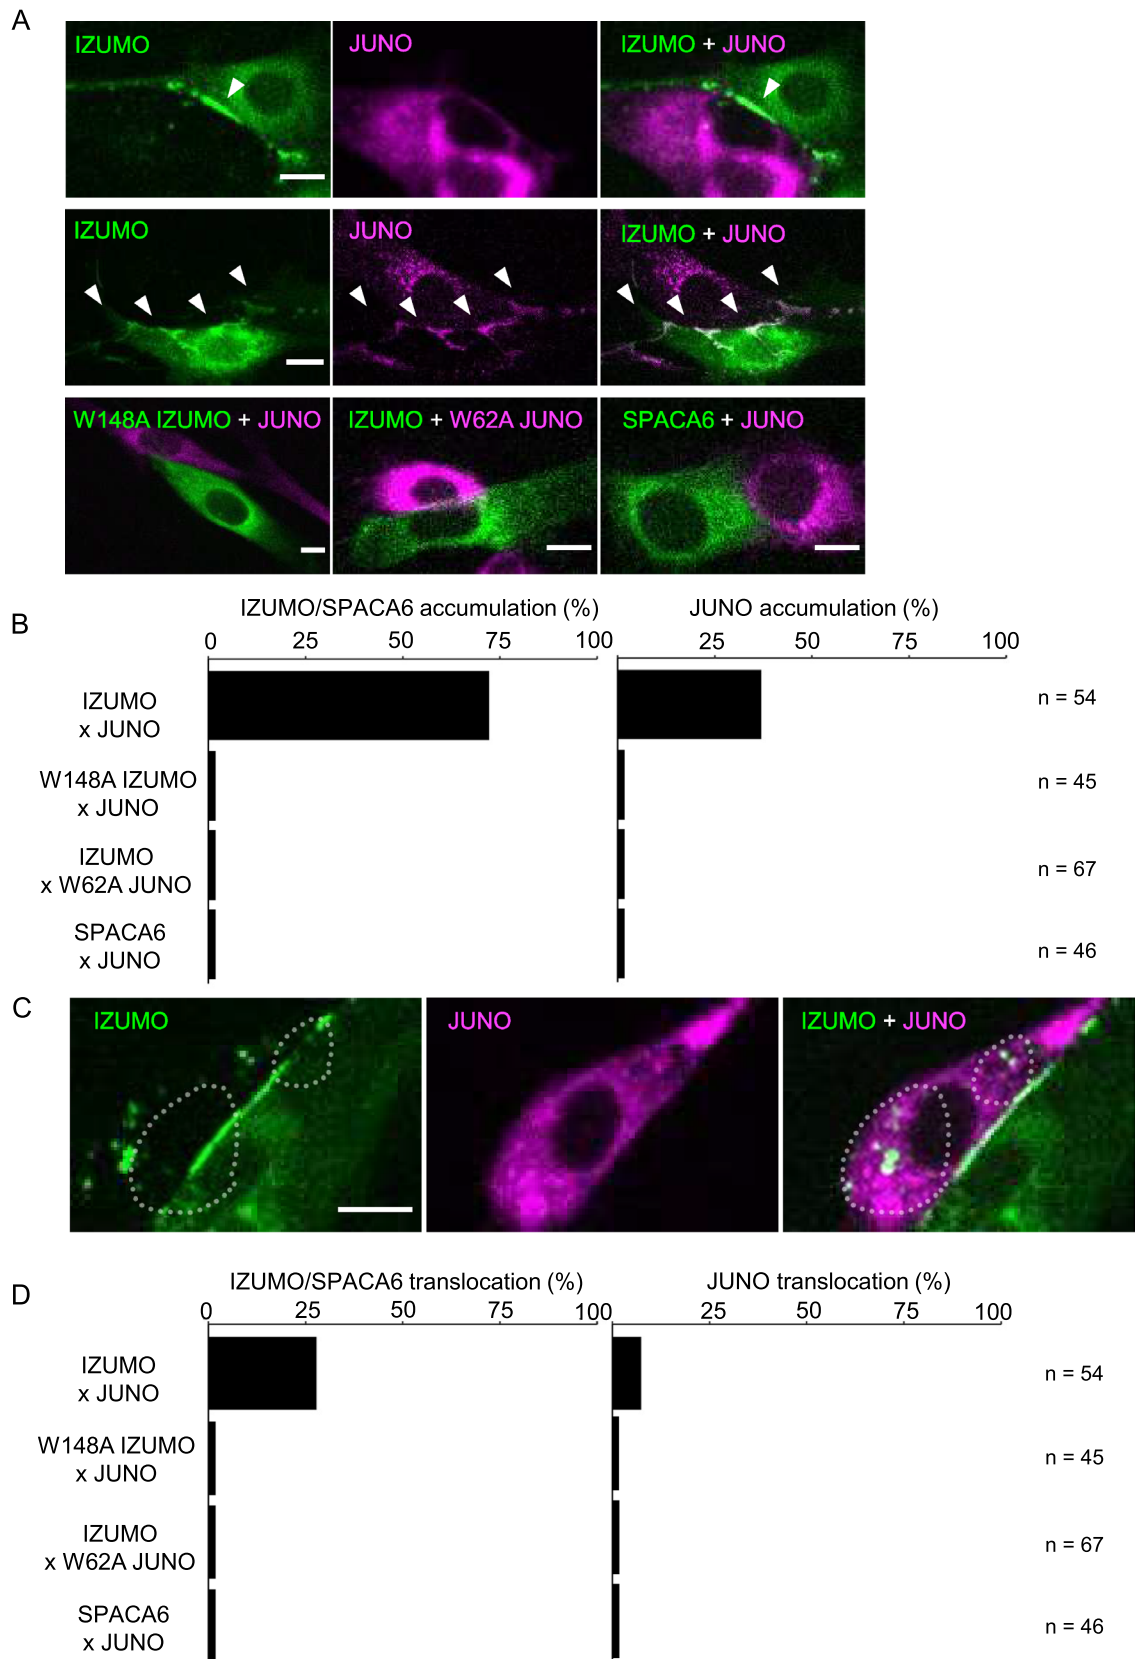 A
IZUMO
JUNO
IZUMO + JUNO
IZUMO
JUNO
IZUMO + JUNO
W148A IZUMO + JUNO
IZUMO + W62A JUNO
SPACA6 + JUNO
B
IZUMO/SPACA6 accumulation (%)
JUNO accumulation (%)
0 25 50 75 100
25 50 75 100
IZUMO
x JUNO
n = 54
W148A IZUMO
x JUNO
n = 45
IZUMO
x W62A JUNO
n = 67
SPACA6
x JUNO
n = 46
C
IZUMO
JUNO
IZUMO + JUNO
D
IZUMO/SPACA6 translocation (%)
JUNO translocation (%)
0 25 50 75 100
25 50 75 100
IZUMO
x JUNO
n = 54
W148A IZUMO
x JUNO
n = 45
IZUMO
x W62A JUNO
n = 67
SPACA6
x JUNO
n = 46